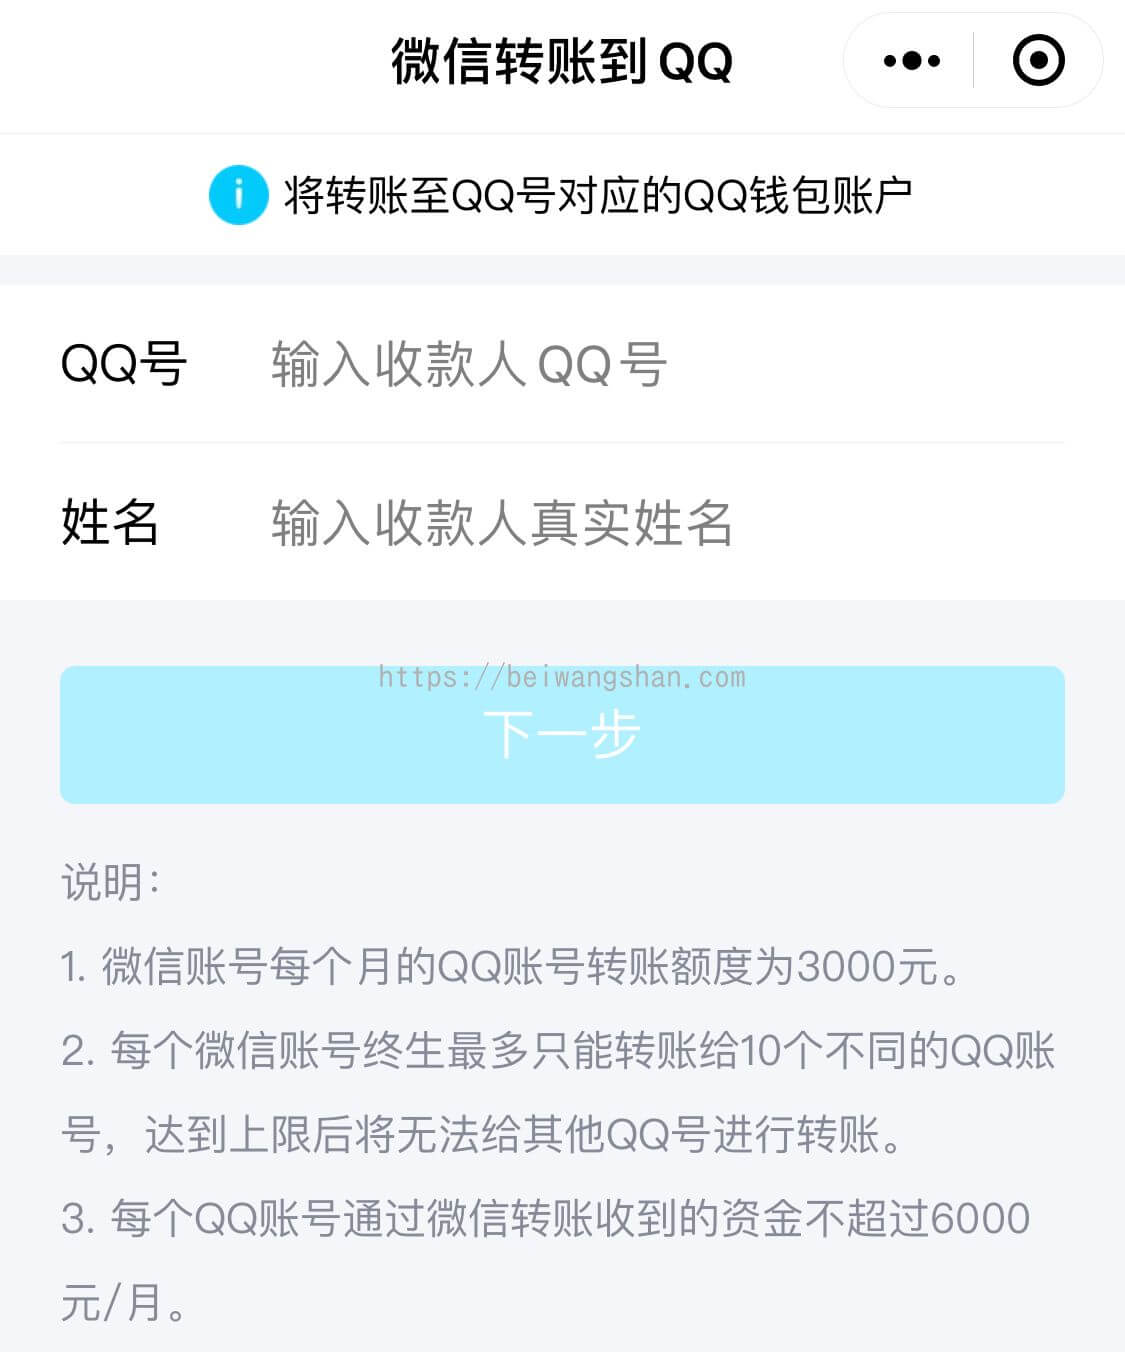 微信转账到QQ
将转账至QQ号对应的QQ钱包账户
QQ号 输入收款人QQ号
姓名 输入收款人真实姓名
https://beiwangshan.com
下一步
说明：
1. 微信账号每个月的QQ账号转账额度为3000元。
2. 每个微信账号终生最多只能转账给10个不同的QQ账
号，达到上限后将无法给其他QQ号进行转账。
3. 每个QQ账号通过微信转账收到的资金不超过6000
元/月。